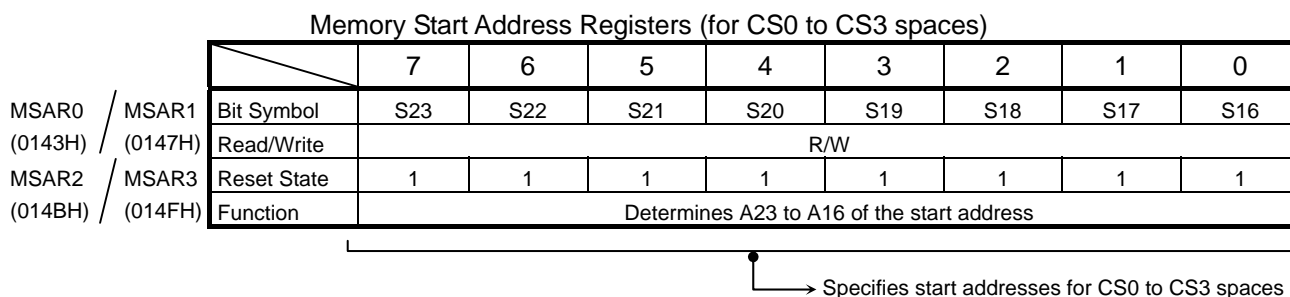 Memory Start Address Registers (for CS0 to CS3 spaces)
7 6 5 4 3 2 1 0
MSAR0 / MSAR1 Bit Symbol S23 S22 S21 S20 S19 S18 S17 S16
(0143H) (0147H) Read/Write R/W
MSAR2 / MSAR3 Reset State 1 1 1 1 1 1 1 1
(014BH) (014FH) Function Determines A23 to A16 of the start address
Specifies start addresses for CS0 to CS3 spaces